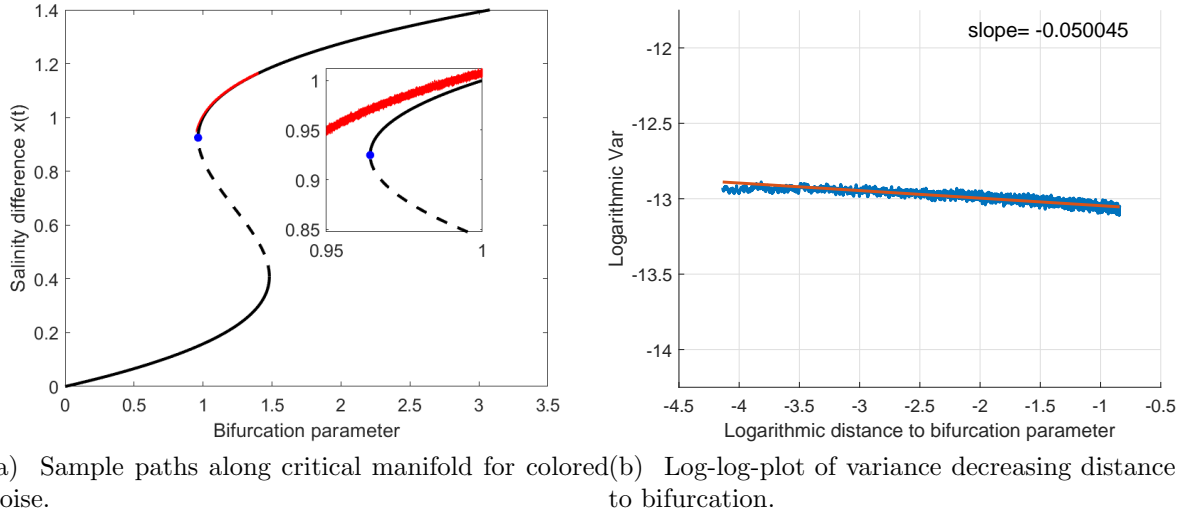 1.4
1.2
1
0.8
0.6
0.4
0.2
0
Salinity difference x(t)
0 0.5 1 1.5 2 2.5 3 3.5
Bifurcation parameter
1
0.95
0.9
0.85
0.95 1
slope= -0.050045
-12
-12.5
-13
-13.5
-14
Logarithmic Var
-4.5 -4 -3.5 -3 -2.5 -2 -1.5 -1 -0.5
Logarithmic distance to bifurcation parameter
a) Sample paths along critical manifold for colored
oise.
(b) Log-log-plot of variance decreasing distance
to bifurcation.